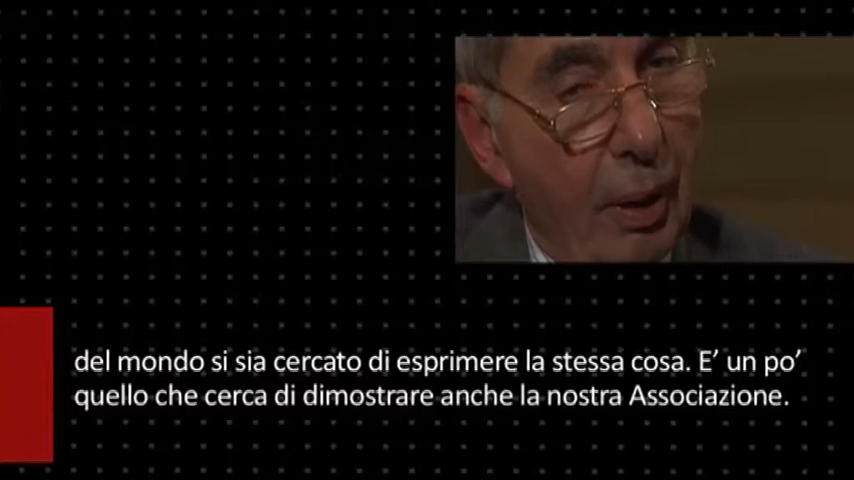 del mondo si sia cercato di esprimere la stessa cosa. E’ un po’
quello che cerca di dimostrare anche la nostra Associazione.